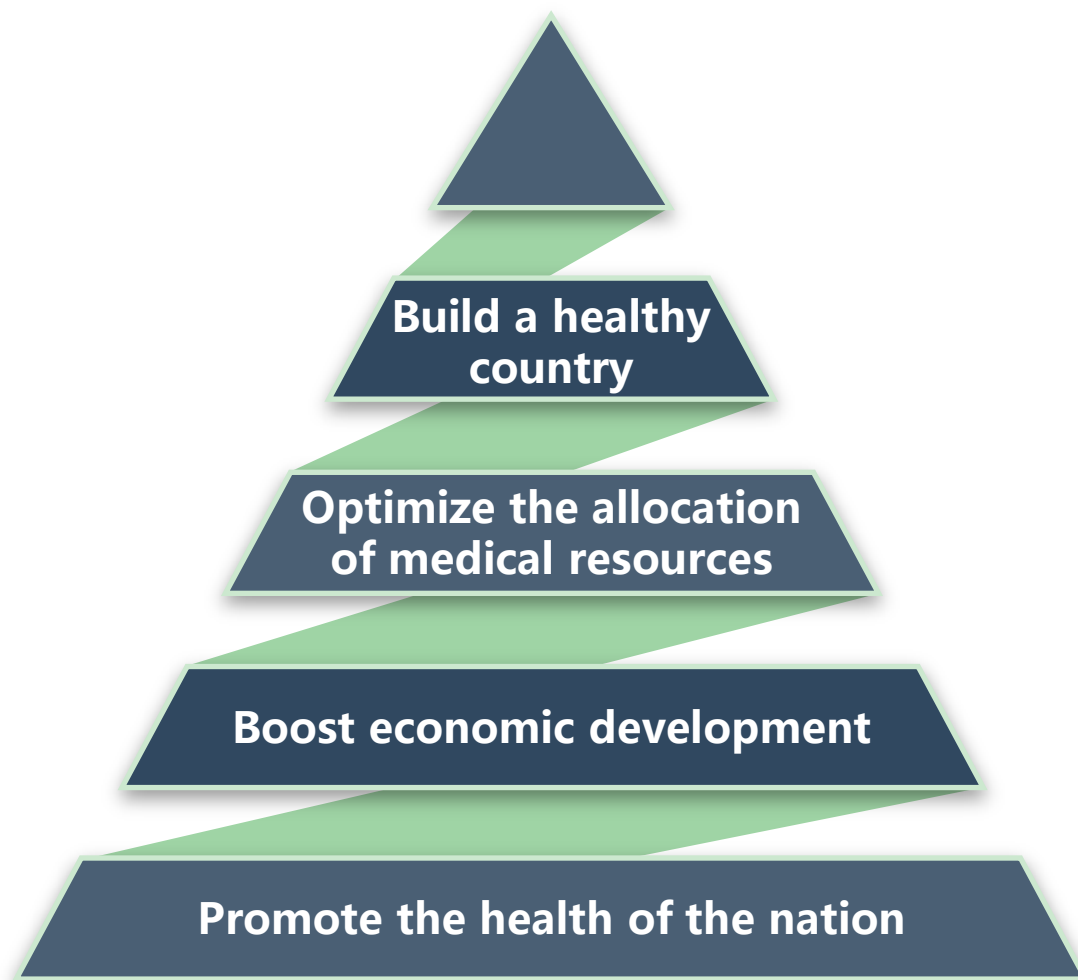 Build a healthy
country
Optimize the allocation
of medical resources
Boost economic development
Promote the health of the nation